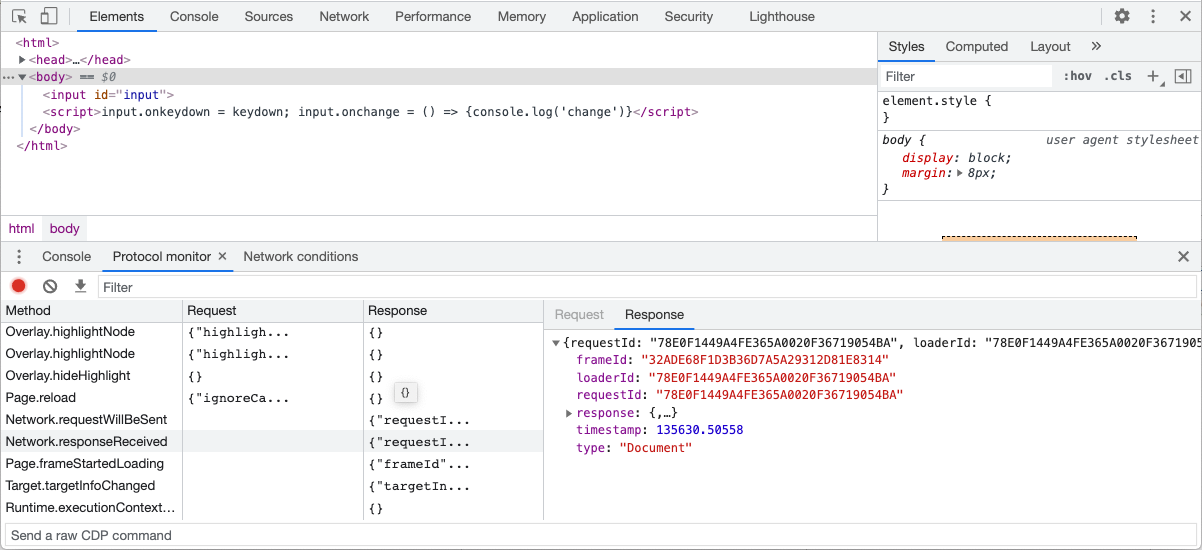 Elements Console Sources Network Performance Memory Application Security Lighthouse
<html>
<head>…</head>
<body> == $0
<input id="input">
<script>input.onkeydown = keydown; input.onchange = () => {console.log('change')}</script>
</body>
</html>
html body
Styles Computed Layout »
Filter :hov .cls +
element.style {
}
body { user agent stylesheet
display: block;
margin: 8px;
}
Console Protocol monitor × Network conditions
Filter
Method Request Response
Overlay.highlightNode {"highligh... {}
Overlay.highlightNode {"highligh... {}
Overlay.hideHighlight {} {}
Page.reload {"ignoreCa... {}
{}
Network.requestWillBeSent {"requestI...
Network.responseReceived {"requestI...
Page.frameStartedLoading {"frameId"...
Target.targetInfoChanged {"targetIn...
Runtime.executionContext… {}
Request Response
{requestId: "78E0F1449A4FE365A0020F36719054BA", loaderId: "78E0F1449A4FE365A0020F36719054BA
frameId: "32ADE68F1D3B36D7A5A29312D81E8314"
loaderId: "78E0F1449A4FE365A0020F36719054BA"
requestId: "78E0F1449A4FE365A0020F36719054BA"
response: {,…}
timestamp: 135630.50558
type: "Document"
Send a raw CDP command